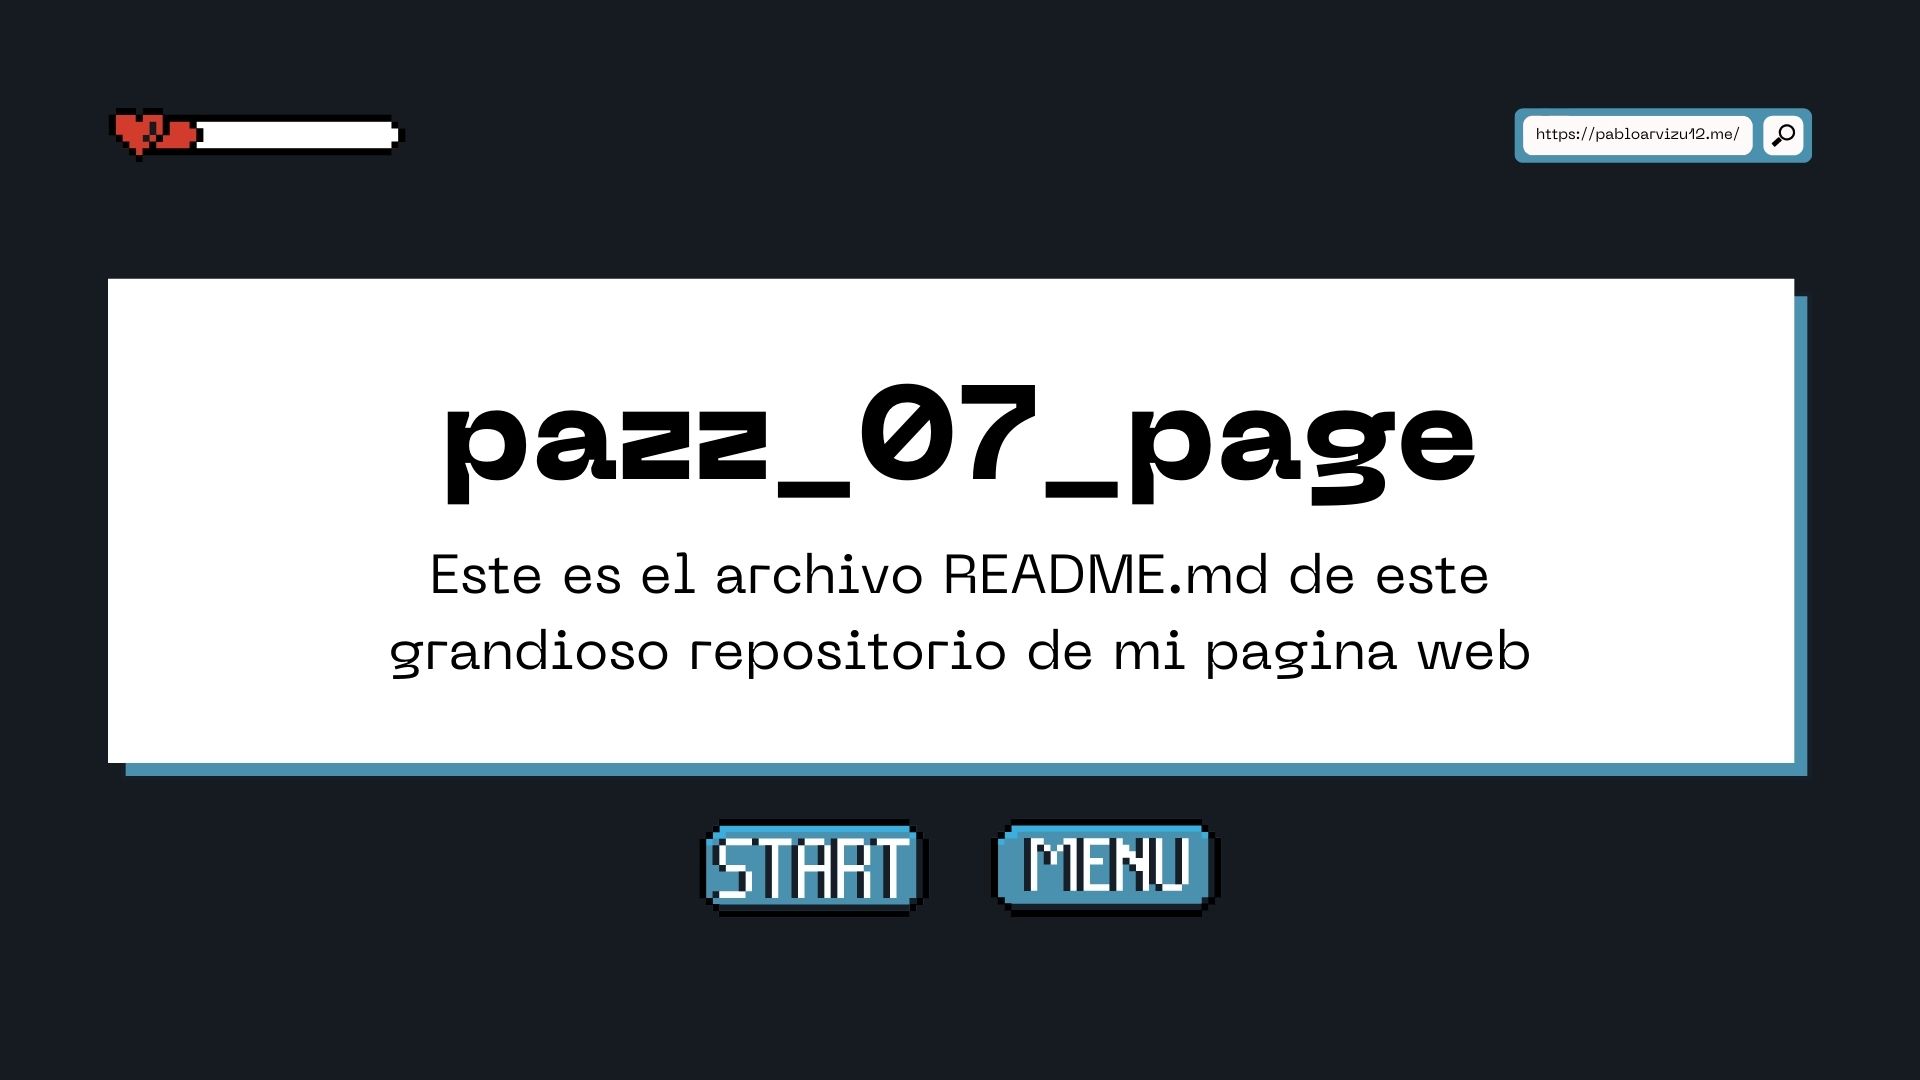 https://pabloarvizu12.me/
pazz_07_page
Este es el archivo README.md de este
grandioso repositorio de mi pagina web
START
MENU